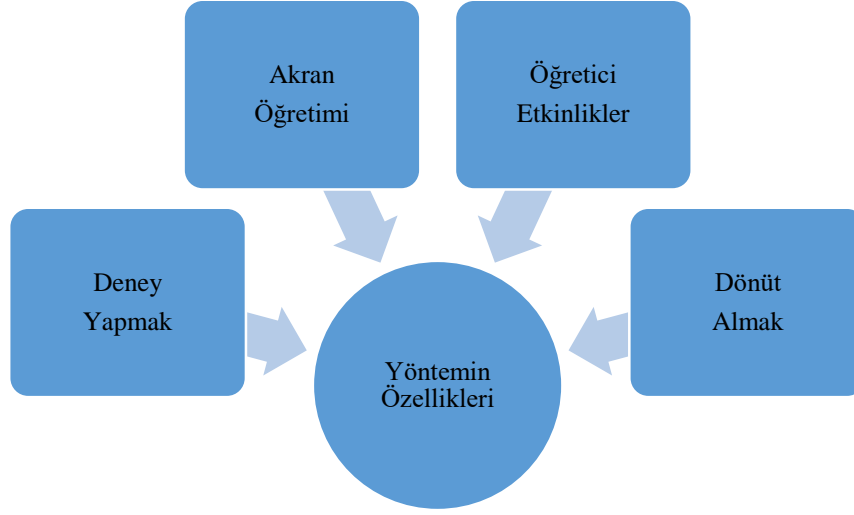 Akran
Öğretimi
Öğretici
Etkinlikler
Deney
Yapmak
Dönüt
Almak
Yöntemin
Özellikleri